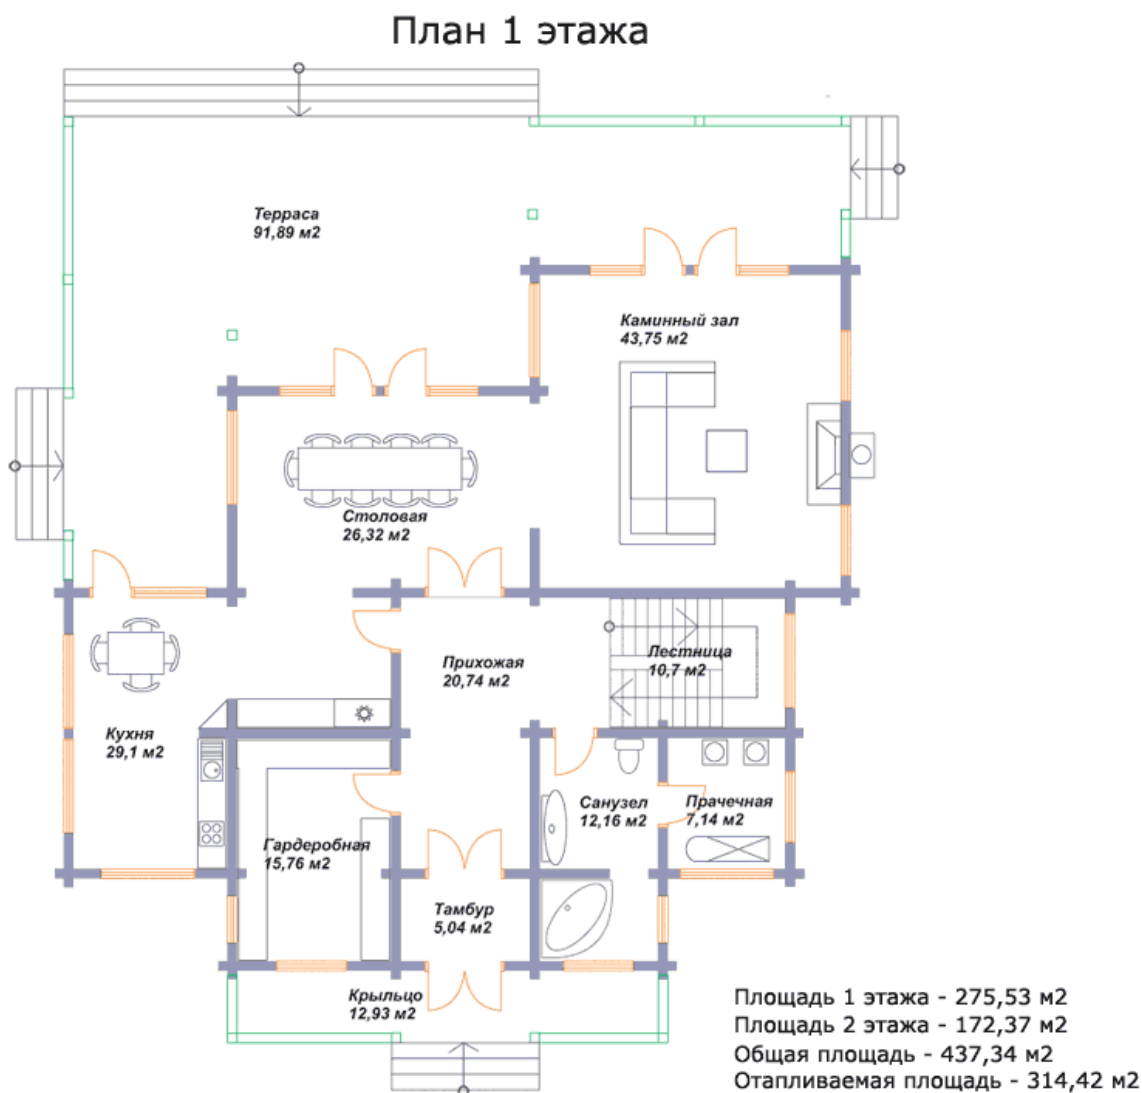 План 1 этажа
Терраса
91,89 м2
Каминный зал
43,75 м2
Столовая
26,32 м2
Прихожая
20,74 м2
Лестница
10,7 м2
Кухня
29,1 м2
Гардеробная
15,76 м2
Санузел
12,16 м2
Прачечная
7,14 м2
Тамбур
5,04 м2
Крыльцо
12,93 м2
Площадь 1 этажа - 275,53 м2
Площадь 2 этажа - 172,37 м2
Общая площадь - 437,34 м2
Отапливаемая площадь - 314,42 м2